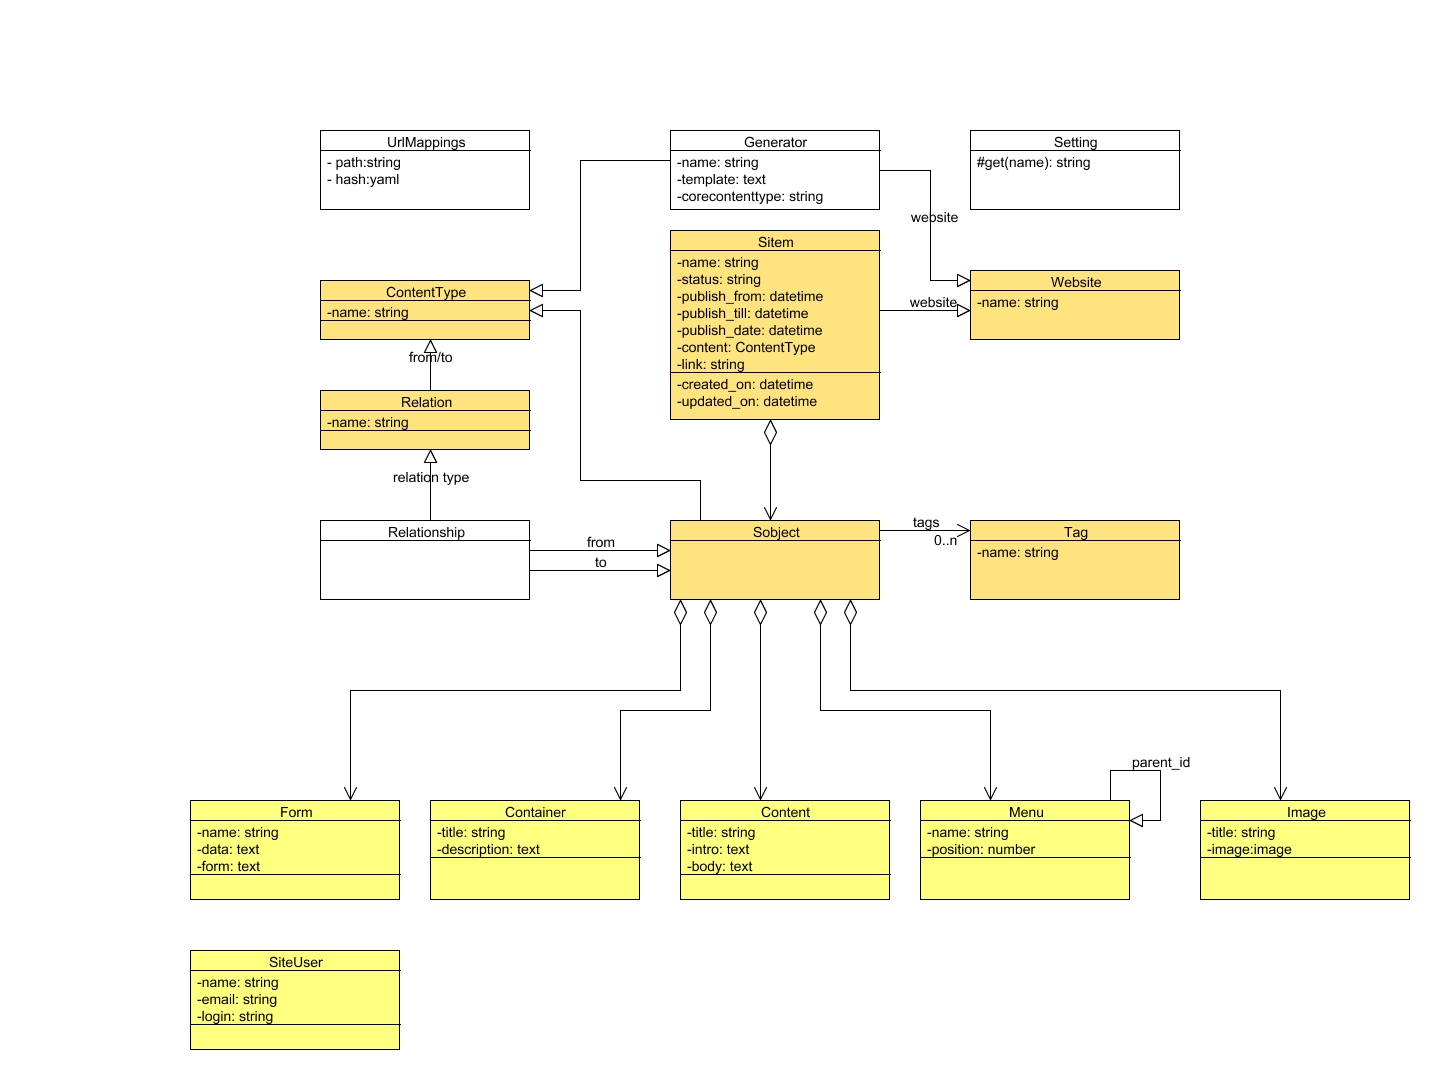 UrlMappings
- path:string
- hash:yaml
Generator
-name: string
-template: text
-corecontenttype: string
Setting
#get(name): string
website
Sitem
-name: string
-status: string
-publish_from: datetime
-publish_till: datetime
-publish_date: datetime
-content: ContentType
-link: string
-created_on: datetime
-updated_on: datetime
ContentType
-name: string
website
Website
-name: string
from/to
Relation
-name: string
relation type
Relationship
from
to
Sobject
tags
0..n
Tag
-name: string
parent_id
Form
-name: string
-data: text
-form: text
Container
-title: string
-description: text
Content
-title: string
-intro: text
-body: text
Menu
-name: string
-position: number
Image
-title: string
-image:image
SiteUser
-name: string
-email: string
-login: string